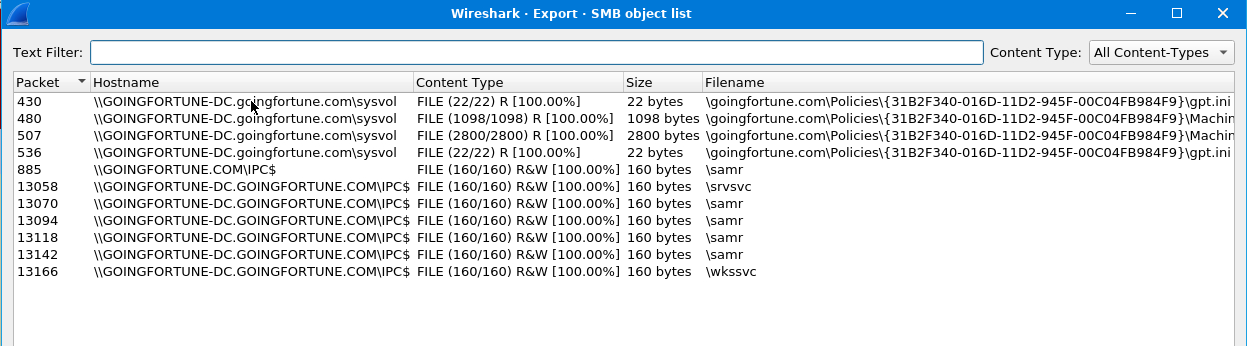 Wireshark · Export · SMB object list
Text Filter: Content Type: All Content-Types
Packet Hostname Content Type Size Filename
430 \\GOINGFORTUNE-DC.goingfortune.com\sysvol FILE (22/22) R [100.00%] 22 bytes \goingfortune.com\Policies\{31B2F340-016D-11D2-945F-00C04FB984F9}\gpt.ini
480 \\GOINGFORTUNE-DC.goingfortune.com\sysvol FILE (1098/1098) R [100.00%] 1098 bytes \goingfortune.com\Policies\{31B2F340-016D-11D2-945F-00C04FB984F9}\Machin
507 \\GOINGFORTUNE-DC.goingfortune.com\sysvol FILE (2800/2800) R [100.00%] 2800 bytes \goingfortune.com\Policies\{31B2F340-016D-11D2-945F-00C04FB984F9}\Machin
536 \\GOINGFORTUNE-DC.goingfortune.com\sysvol FILE (22/22) R [100.00%] 22 bytes \goingfortune.com\Policies\{31B2F340-016D-11D2-945F-00C04FB984F9}\gpt.ini
885 \\GOINGFORTUNE.COM\IPC$ FILE (160/160) R&W [100.00%] 160 bytes \samr
13058 \\GOINGFORTUNE-DC.GOINGFORTUNE.COM\IPC$ FILE (160/160) R&W [100.00%] 160 bytes \srvsvc
13070 \\GOINGFORTUNE-DC.GOINGFORTUNE.COM\IPC$ FILE (160/160) R&W [100.00%] 160 bytes \samr
13094 \\GOINGFORTUNE-DC.GOINGFORTUNE.COM\IPC$ FILE (160/160) R&W [100.00%] 160 bytes \samr
13118 \\GOINGFORTUNE-DC.GOINGFORTUNE.COM\IPC$ FILE (160/160) R&W [100.00%] 160 bytes \samr
13142 \\GOINGFORTUNE-DC.GOINGFORTUNE.COM\IPC$ FILE (160/160) R&W [100.00%] 160 bytes \samr
13166 \\GOINGFORTUNE-DC.GOINGFORTUNE.COM\IPC$ FILE (160/160) R&W [100.00%] 160 bytes \wkssvc